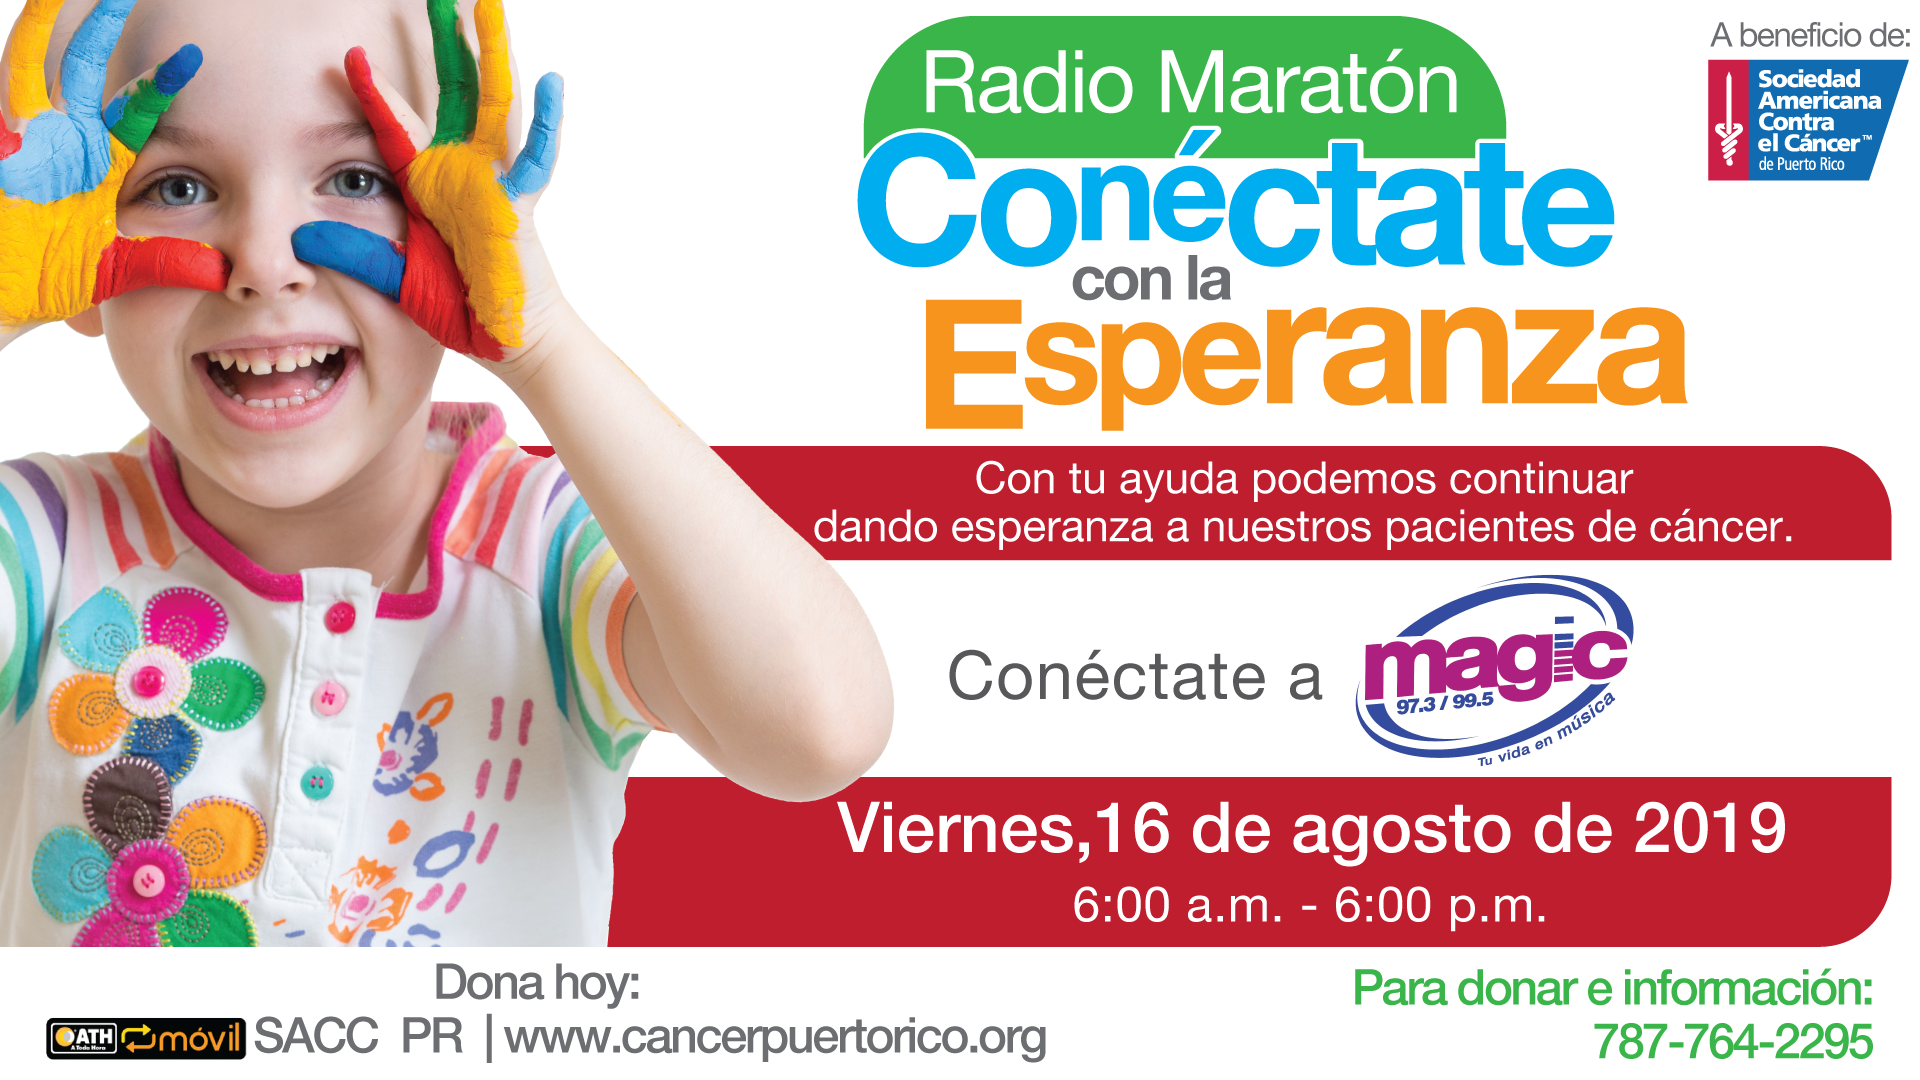 Radio Maratón
Conéctate
con la
Esperanza
A beneficio de:
Sociedad
Americana
Contra
el Cáncer™
de Puerto Rico
Con tu ayuda podemos continuar
dando esperanza a nuestros pacientes de cáncer.
Conéctate a
magic
97.3 / 99.5
Tu vida en música
Viernes,16 de agosto de 2019
6:00 a.m. - 6:00 p.m.
Dona hoy:
ATH
A Toda Hora
móvil
SACC PR | www.cancerpuertorico.org
Para donar e información:
787-764-2295